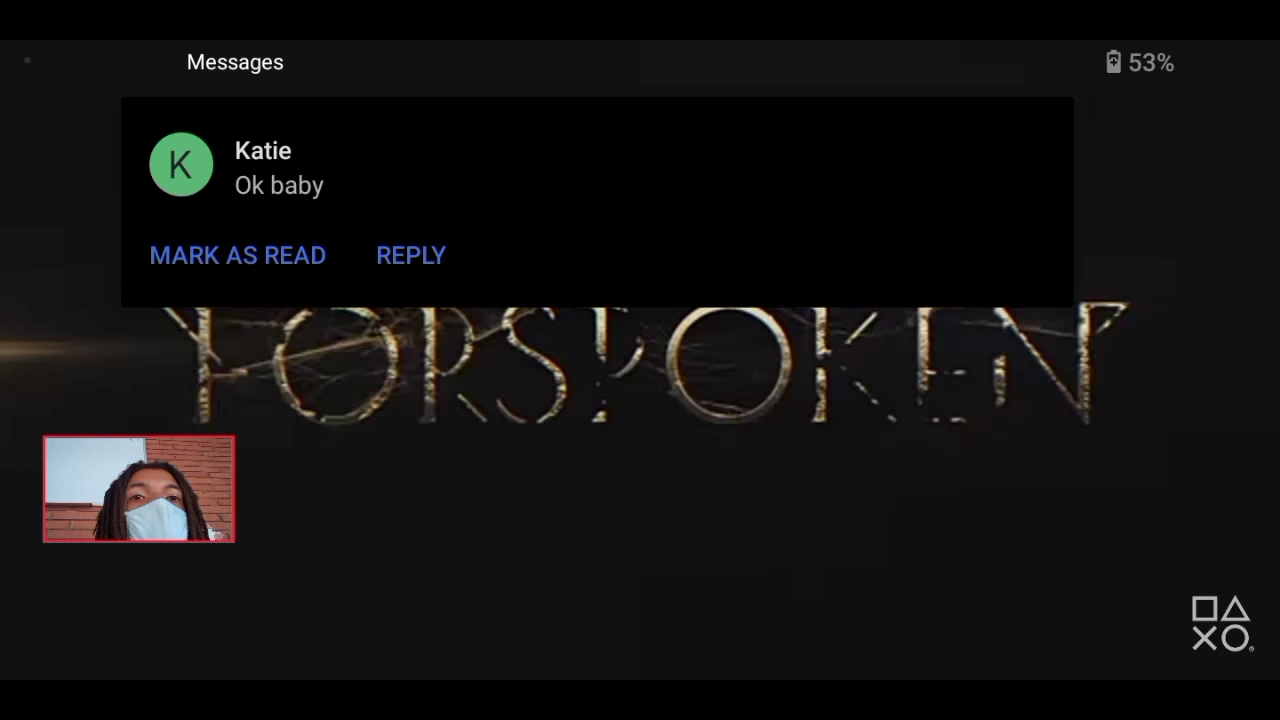 Messages
53%
K
Katie
Ok baby
MARK AS READ REPLY
FORSPOKEN